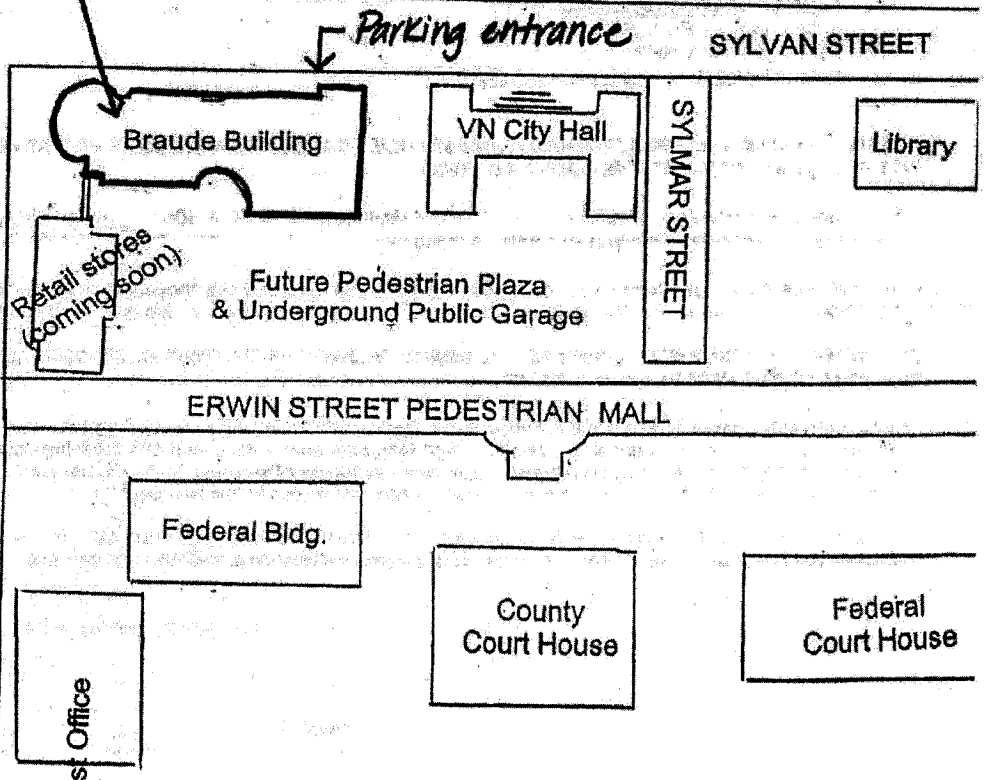 Parking entrance
SYLVAN STREET
Braude Building
VN City Hall
SYLMAR STREET
Library
Retail stores
(coming soon)
Future Pedestrian Plaza
& Underground Public Garage
ERWIN STREET PEDESTRIAN MALL
Federal Bldg.
County
Court House
Federal
Court House
st Office